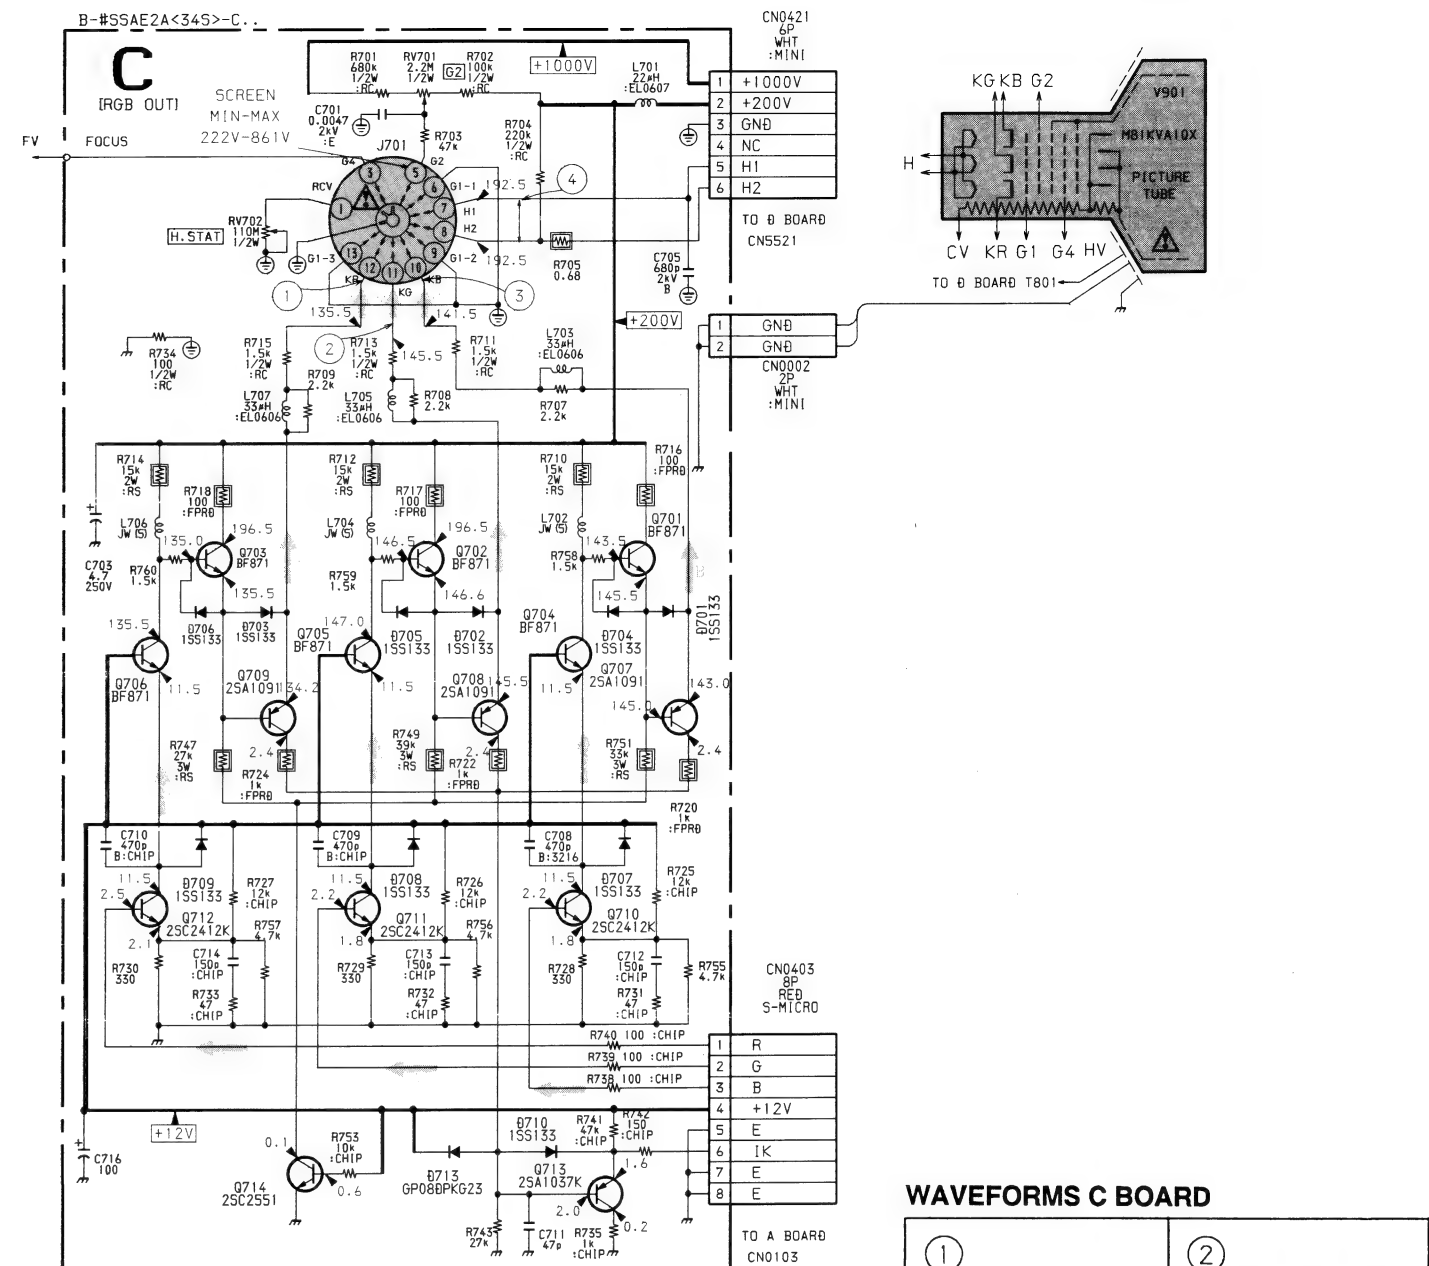 B-#SSAE2A<34S>-C..
C
[RGB OUT]
SCREEN
MIN-MAX
222V-861V
FV
FOCUS
R701
680k
1/2W
:RC
RV701
2.2M
1/2W
G2
R702
100k
1/2W
:RC
+1000V
C701
0.0047
2kV
:E
R703
47k
R704
220k
1/2W
:RC
L701
22μH
:EL0607
CN0421
6P
WHT
:MINI
1 +1000V
2 +200V
3 GND
4 NC
5 H1
6 H2
TO D BOARD
CN5521
J701
G4
G2
RCV
G1-1
192.5
H1
H2
G1-2
192.5
G1-3
KG
KB
1
3
5
6
7
8
9
10
11
12
13
4
RV702
110M
1/2W
H.STAT
R705
0.68
C705
680p
2kV
B
1
2
3
135.5
141.5
145.5
+200V
R734
100
1/2W
:RC
R715
1.5k
1/2W
:RC
R713
1.5k
1/2W
:RC
R711
1.5k
1/2W
:RC
L703
33μH
:EL0606
R709
2.2k
L707
33μH
:EL0606
L705
33μH
:EL0606
R708
2.2k
R707
2.2k
1 GND
2 GND
CN0002
2P
WHT
:MINI
KG KB G2
V901
M81KVA10X
H
PICTURE
TUBE
CV KR G1 G4 HV
TO D BOARD T801
R714
15k
2W
:RS
R718
100
:FPRD
R712
15k
2W
:RS
R717
100
:FPRD
R710
15k
2W
:RS
R716
100
:FPRD
C703
4.7
250V
L706
JW(5)
135.0
196.5
Q703
BF871
R760
1.5k
135.5
L704
JW(5)
146.5
196.5
Q702
BF871
R759
1.5k
146.6
L702
JW(5)
143.5
Q701
BF871
R758
1.5k
145.5
B
D706
1SS133
D703
1SS133
D705
1SS133
D702
1SS133
D704
1SS133
D701
1SS133
135.5
Q706
BF871
11.5
Q709
2SA1091
134.2
147.0
Q705
BF871
11.5
Q708
2SA1091
145.5
Q704
BF871
11.5
Q707
2SA1091
145.0
143.0
R747
27k
3W
:RS
2.4
R724
1k
:FPRD
R749
39k
3W
:RS
2.4
R722
1k
:FPRD
R751
33k
3W
:RS
2.4
R720
1k
:FPRD
C710
470p
B:CHIP
C709
470p
B:CHIP
C708
470p
B:3216
11.5
2.5
D709
1SS133
R727
12k
:CHIP
Q712
2SC2412K
2.1
R757
4.7k
11.5
2.2
D708
1SS133
R726
12k
:CHIP
Q711
2SC2412K
1.8
R756
4.7k
11.5
2.2
D707
1SS133
R725
12k
:CHIP
Q710
2SC2412K
1.8
R755
4.7k
R730
330
C714
150p
:CHIP
R733
47
:CHIP
R729
330
C713
150p
:CHIP
R732
47
:CHIP
R728
330
C712
150p
:CHIP
R731
47
:CHIP
CN0403
8P
RED
S-MICRO
R740 100 :CHIP
R739 100 :CHIP
R738 100 :CHIP
1 R
2 G
3 B
4 +12V
5 E
6 IK
7 E
8 E
TO A BOARD
CN0103
+12V
C716
100
0.1
R753
10k
:CHIP
Q714
2SC2551
0.6
D713
GP08DPKG23
D710
1SS133
R741
47k
:CHIP
R742
150
:CHIP
Q713
2SA1037K
1.6
2.0
0.2
R743
27k
C711
47p
R735
1k
:CHIP
WAVEFORMS C BOARD
1
2